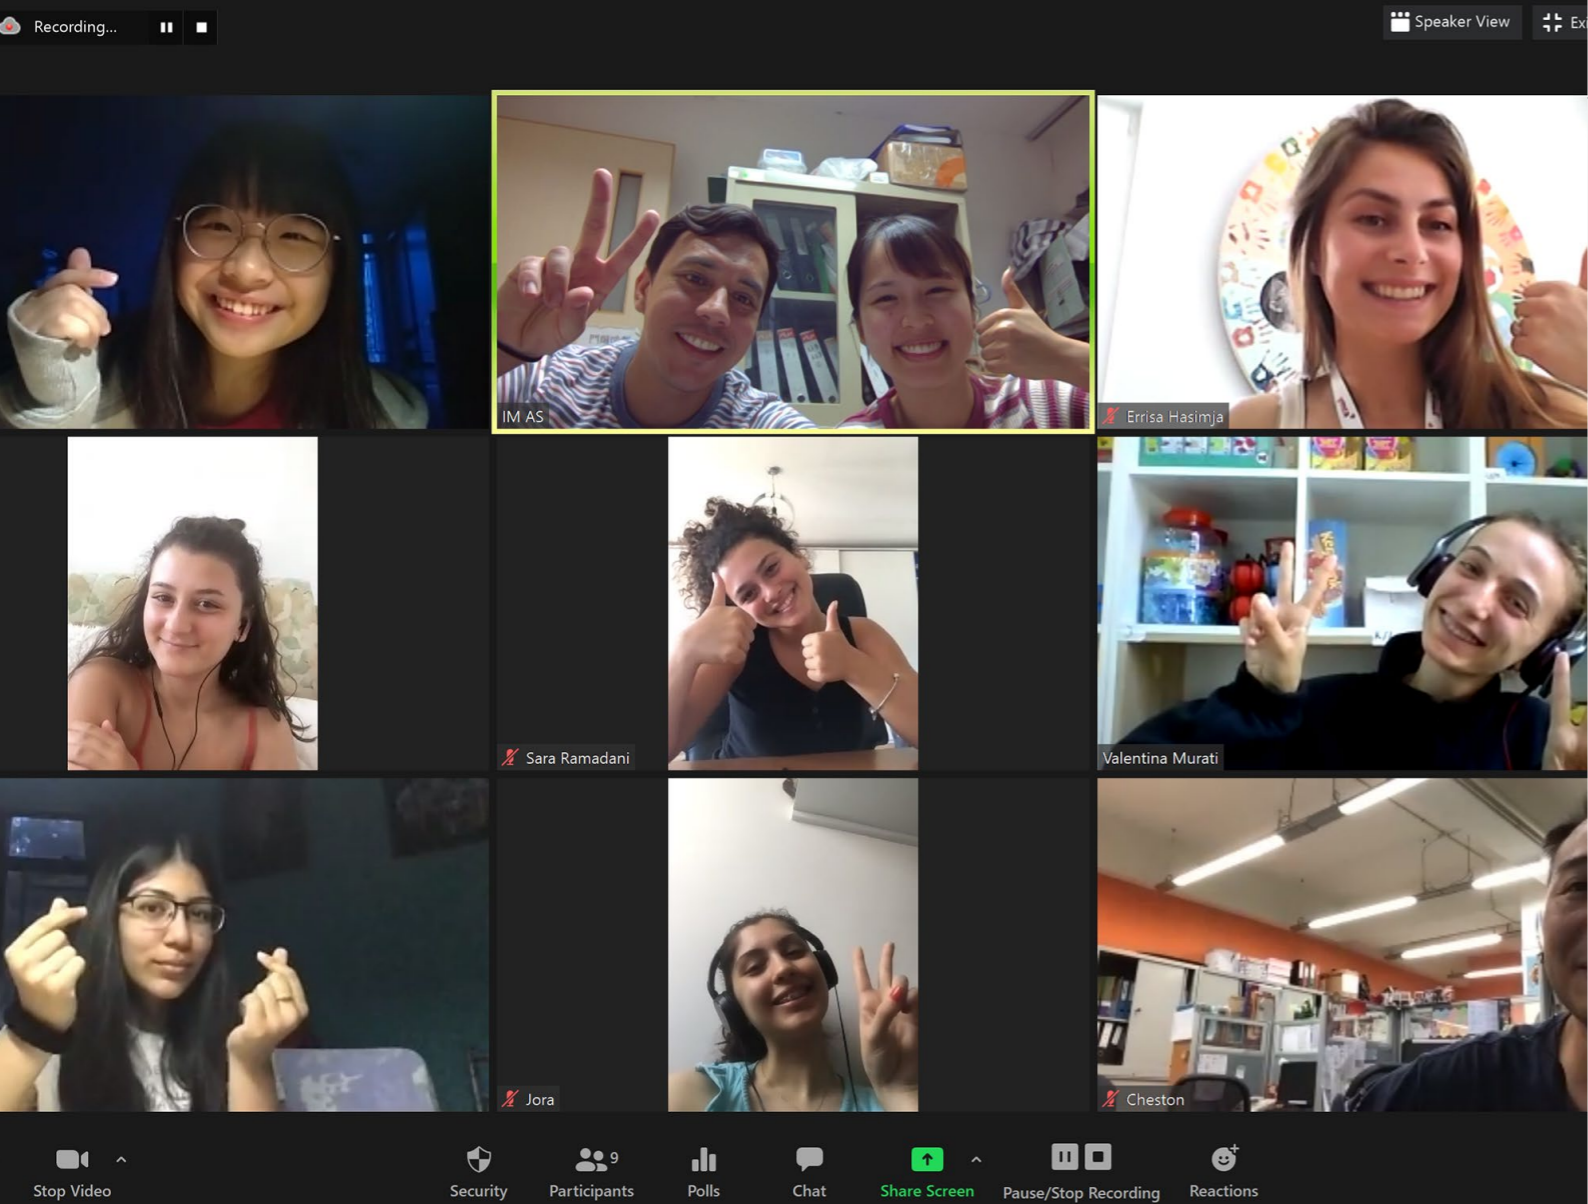 Recording...
Speaker View
Exi
IM AS
Errisa Hasimja
Sara Ramadani
Valentina Murati
Jora
Cheston
Stop Video
Security
Participants
9
Polls
Chat
Share Screen
Pause/Stop Recording
Reactions